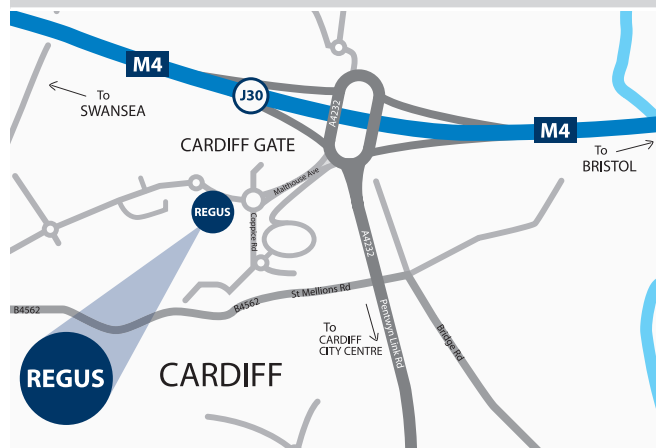 M4
To
SWANSEA
J30
A4232
M4
CARDIFF GATE
To
BRISTOL
Malthouse Ave
REGUS
Coppice Rd
A4232
St Mellions Rd
B4562
B4562
Pentwyn Link Rd
To
CARDIFF
CITY CENTRE
Bridge Rd
REGUS
CARDIFF